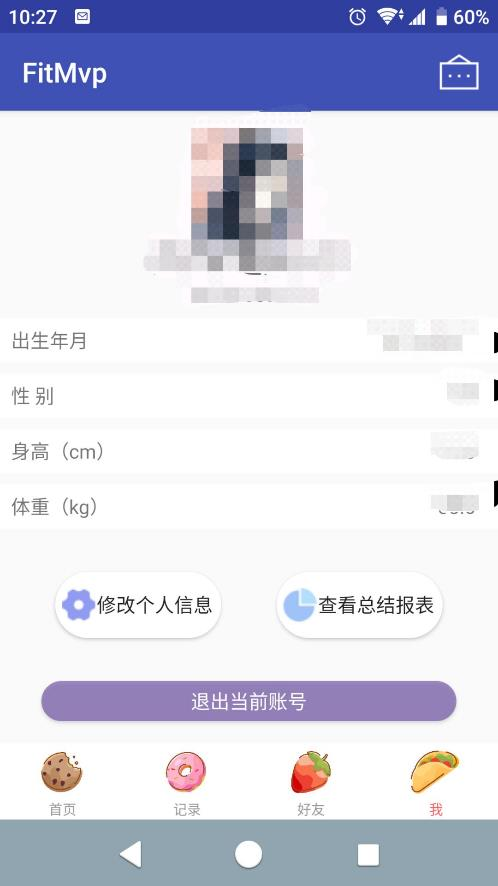 10:27 60%
FitMvp
出生年月
性 别
身高（cm）
体重（kg）
修改个人信息 查看总结报表
退出当前账号
首页 记录 好友 我